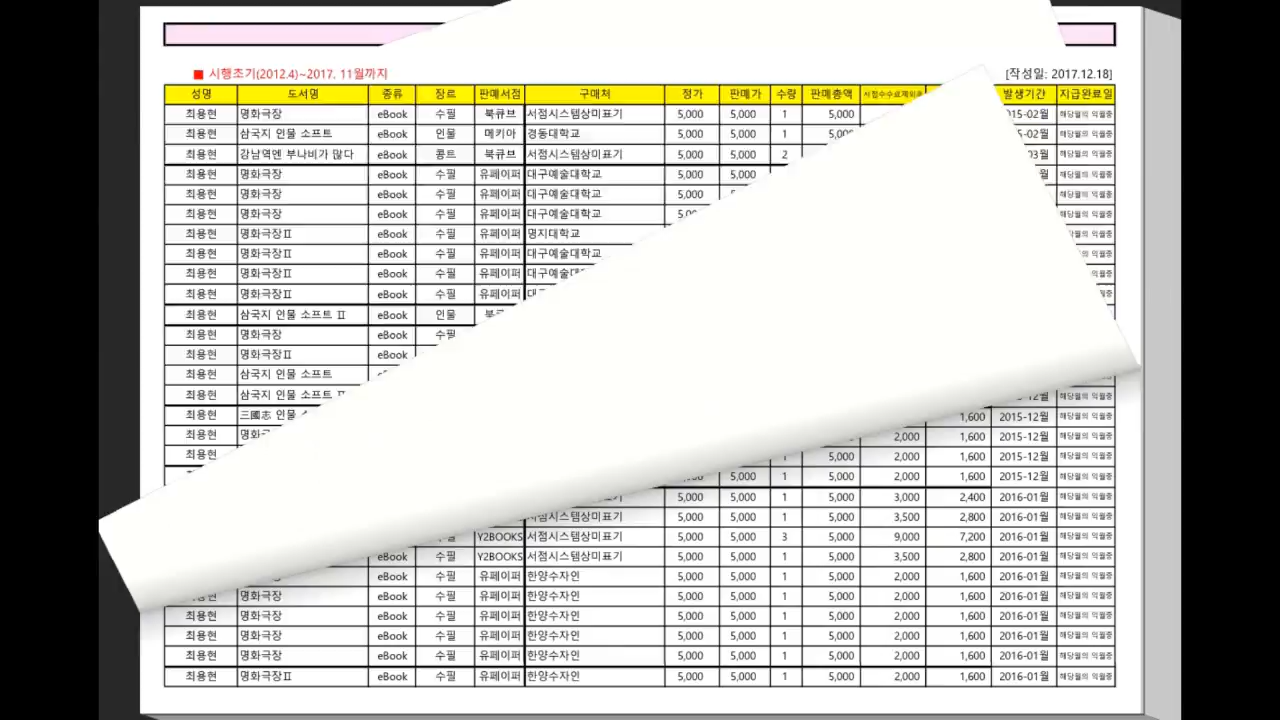 ■ 시행초기(2012.4)~2017. 11월까지 [작성일: 2017.12.18]
성명 도서명 종류 장르 판매서점 구매처 정가 판매가 수량 판매총액 발생기간 지급완료일
최용현 명화극장 eBook 수필 북큐브 서점시스템상미표기 5,000 5,000 1 5,000 15-02월 해당월의 익월중
최용현 삼국지 인물 소프트 eBook 인물 메키아 경동대학교 5,000 5,000 1 5,000 5-02월 해당월의 익월중
최용현 강남역엔 부나비가 많다 eBook 콩트 북큐브 서점시스템상미표기 5,000 5,000 2 03월 해당월의 익월중
최용현 명화극장 eBook 수필 유페이퍼 대구예술대학교 5,000 5,000 월 해당월의 익월중
최용현 명화극장 eBook 수필 유페이퍼 대구예술대학교 5,000 해당월의 익월중
최용현 명화극장 eBook 수필 유페이퍼 대구예술대학교 해당월의 익월중
최용현 명화극장Ⅱ eBook 수필 유페이퍼 명지대학교 익월중
최용현 명화극장Ⅱ eBook 수필 유페이퍼 대구예술대학교 익월중
최용현 명화극장Ⅱ eBook 수필 유페이퍼 대구예술대 익월중
최용현 명화극장Ⅱ eBook 수필 유페이퍼
최용현 삼국지 인물 소프트 Ⅱ eBook 인물
최용현 명화극장 eBook 수필
최용현 명화극장Ⅱ eBook
최용현 삼국지 인물 소프트
최용현 삼국지 인물 소프트 12월 해당월의 익월중
최용현 三國志 인물 1,600 2015-12월 해당월의 익월중
최용현 명화 2,000 1,600 2015-12월 해당월의 익월중
최용현 5,000 2,000 1,600 2015-12월 해당월의 익월중
5,000 1 5,000 2,000 1,600 2015-12월 해당월의 익월중
표기 5,000 5,000 1 5,000 3,000 2,400 2016-01월 해당월의 익월중
서점시스템상미표기 5,000 5,000 1 5,000 3,500 2,800 2016-01월 해당월의 익월중
Y2BOOKS 서점시스템상미표기 5,000 5,000 3 5,000 9,000 7,200 2016-01월 해당월의 익월중
eBook 수필 Y2BOOKS 서점시스템상미표기 5,000 5,000 1 5,000 3,500 2,800 2016-01월 해당월의 익월중
eBook 수필 유페이퍼 한양수자인 5,000 5,000 1 5,000 2,000 1,600 2016-01월 해당월의 익월중
명화극장 eBook 수필 유페이퍼 한양수자인 5,000 5,000 1 5,000 2,000 1,600 2016-01월 해당월의 익월중
최용현 명화극장 eBook 수필 유페이퍼 한양수자인 5,000 5,000 1 5,000 2,000 1,600 2016-01월 해당월의 익월중
최용현 명화극장 eBook 수필 유페이퍼 한양수자인 5,000 5,000 1 5,000 2,000 1,600 2016-01월 해당월의 익월중
최용현 명화극장 eBook 수필 유페이퍼 한양수자인 5,000 5,000 1 5,000 2,000 1,600 2016-01월 해당월의 익월중
최용현 명화극장Ⅱ eBook 수필 유페이퍼 한양수자인 5,000 5,000 1 5,000 2,000 1,600 2016-01월 해당월의 익월중